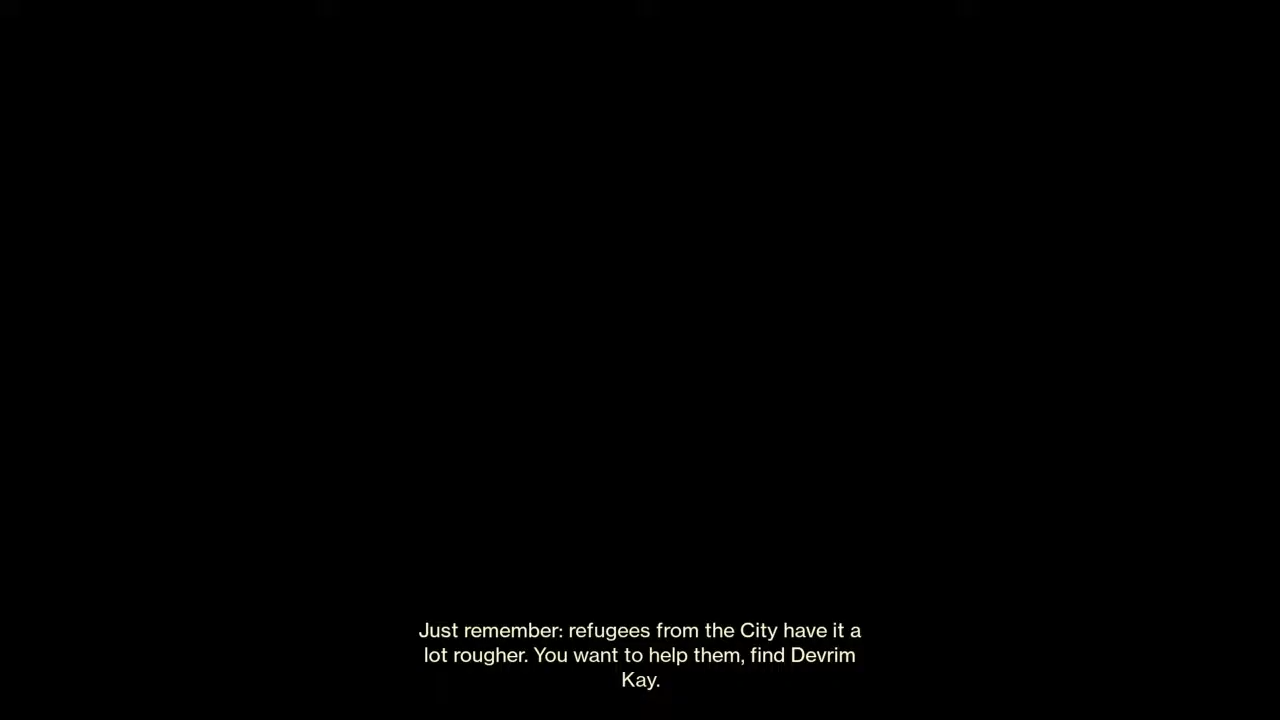 Just remember: refugees from the City have it a
lot rougher. You want to help them, find Devrim
Kay.